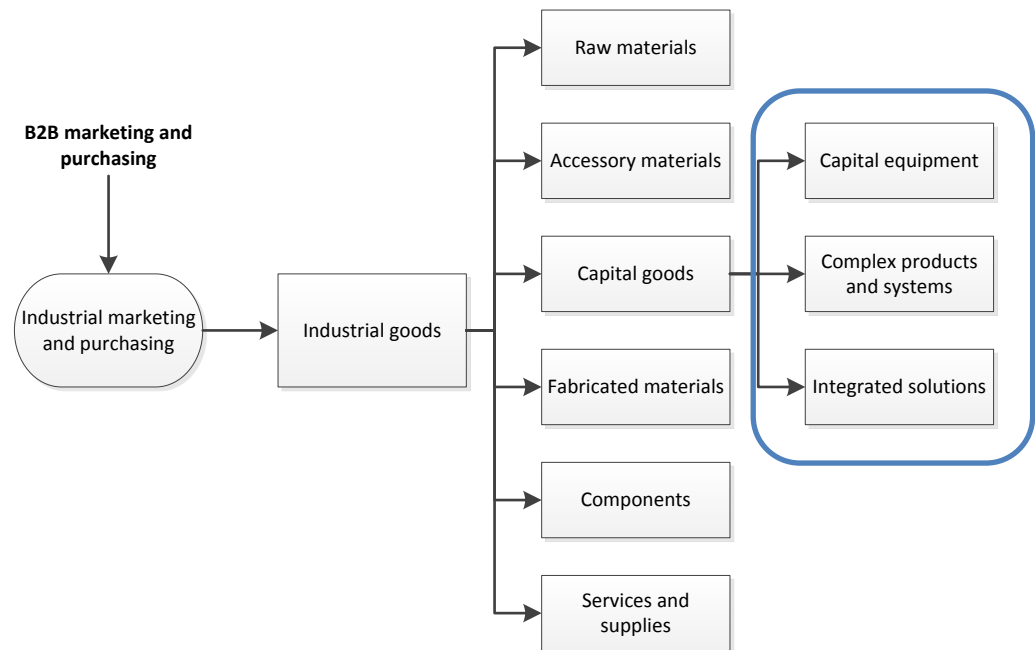 B2B marketing and
purchasing
Industrial marketing
and purchasing
Industrial goods
Raw materials
Accessory materials
Capital goods
Fabricated materials
Components
Services and
supplies
Capital equipment
Complex products
and systems
Integrated solutions